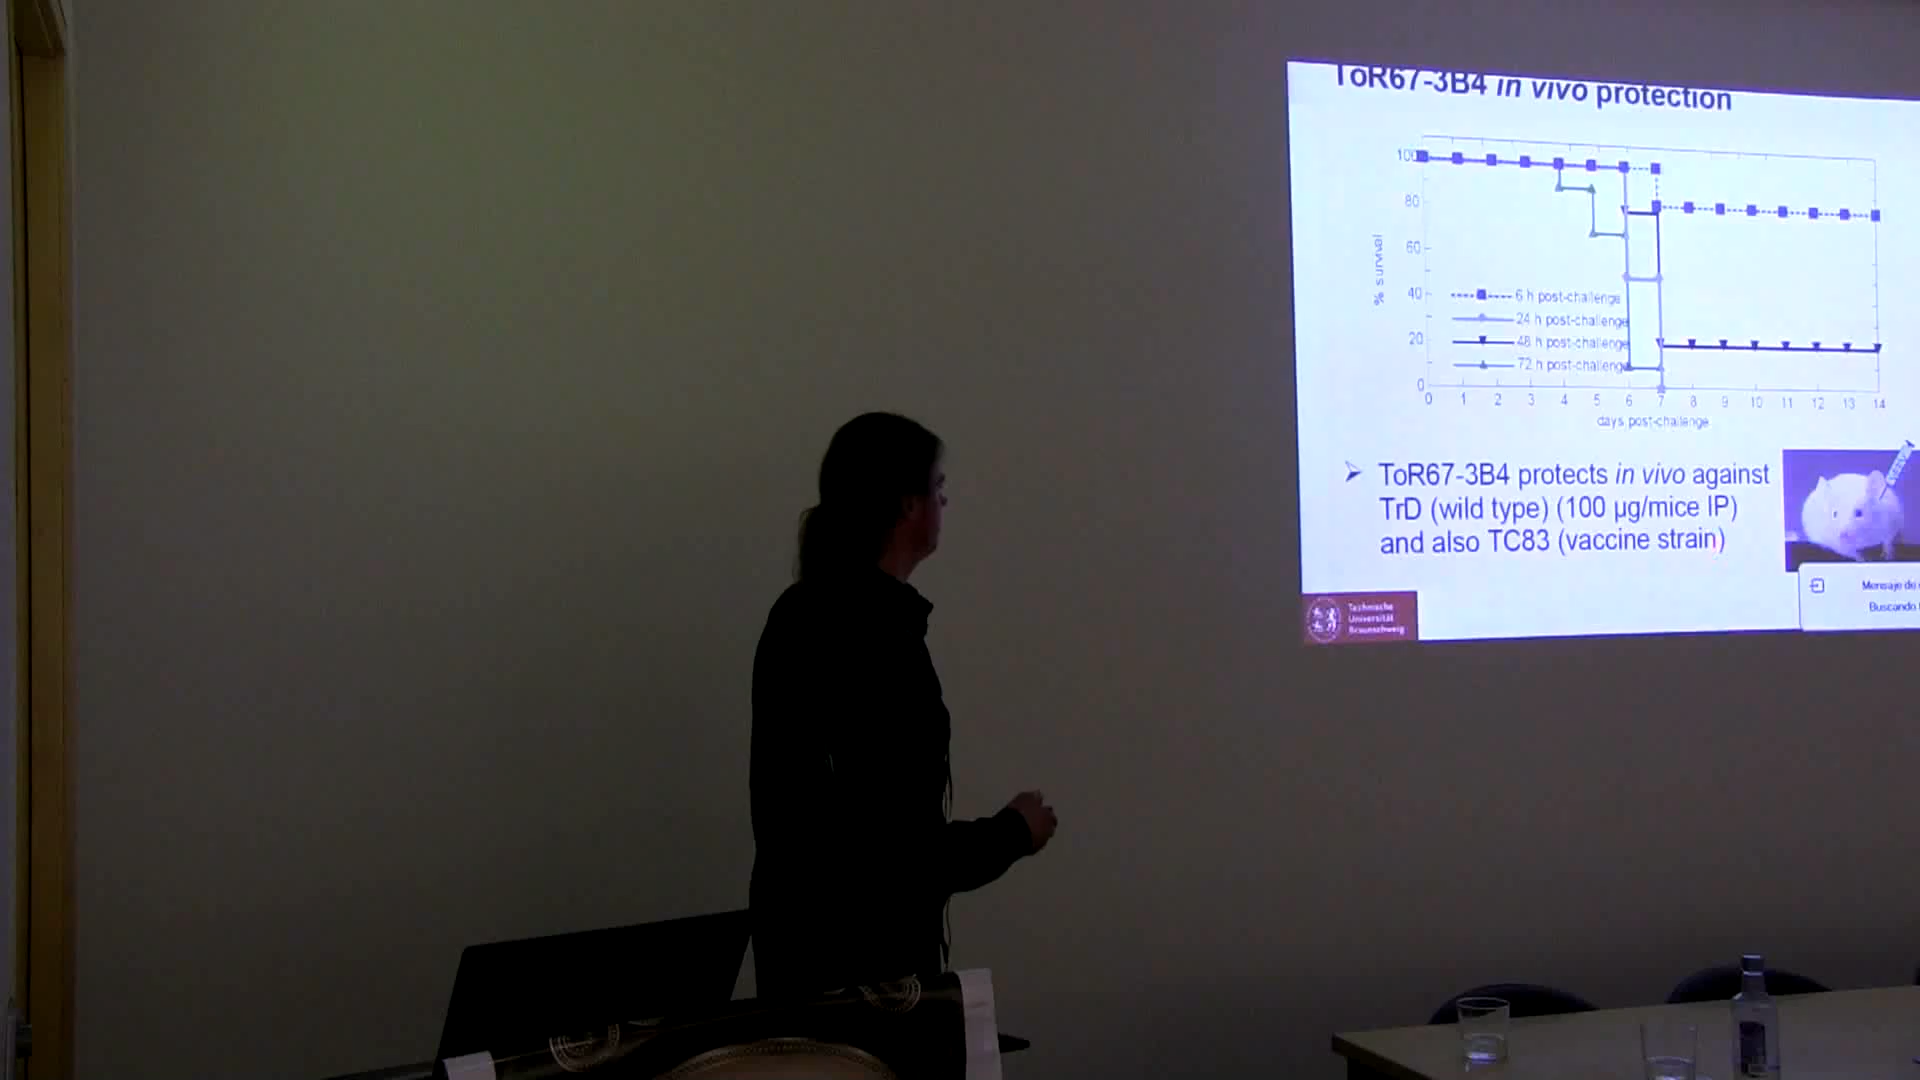 ToR67-3B4 in vivo protection
100
80
60
40
20
0
% survival
6 h post-challenge
24 h post-challenge
48 h post-challenge
72 h post-challenge
0 1 2 3 4 5 6 7 8 9 10 11 12 13 14
days post-challenge
➢ ToR67-3B4 protects in vivo against
TrD (wild type) (100 µg/mice IP)
and also TC83 (vaccine strain)
Technische
Universität
Braunschweig
Mensaje de
Buscando